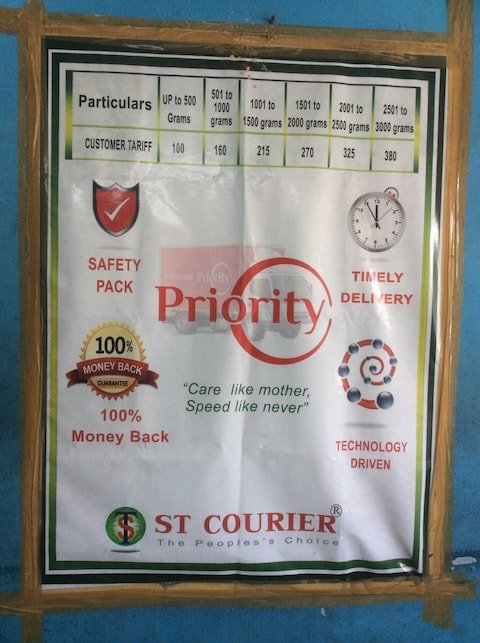 Particulars UP to 500 Grams 501 to 1000 grams 1001 to 1500 grams 1501 to 2000 grams 2001 to 2500 grams 2501 to 3000 grams
CUSTOMER TARIFF 100 160 215 270 325 380
SAFETY
PACK
TIMELY
DELIVERY
Priority
Priority
100%
MONEY BACK
GUARANTEE
100%
Money Back
“Care like mother,
Speed like never”
TECHNOLOGY
DRIVEN
ST COURIER®
The Peoples's Choice